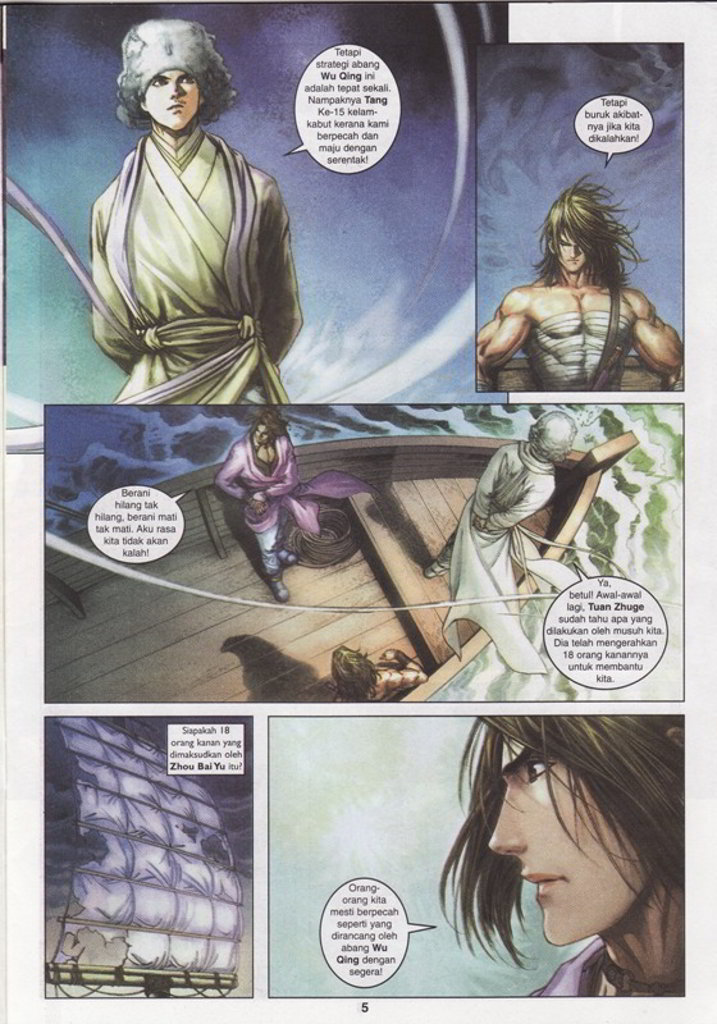 Tetapi
strategi abang
Wu Qing ini
adalah tepat sekali.
Nampaknya Tang
Ke-15 kelam-
kabut kerana kami
berpecah dan
maju dengan
serentak!
Tetapi
buruk akibat-
nya jika kita
dikalahkan!
Berani
hilang tak
hilang, berani mati
tak mati. Aku rasa
kita tidak akan
kalah!
Ya,
betul! Awal-awal
lagi, Tuan Zhuge
sudah tahu apa yang
dilakukan oleh musuh kita.
Dia telah mengerahkan
18 orang kanannya
untuk membantu
kita.
Siapakah 18
orang kanan yang
dimaksudkan oleh
Zhou Bai Yu itu?
Orang-
orang kita
mesti berpecah
seperti yang
dirancang oleh
abang Wu
Qing dengan
segera!
5